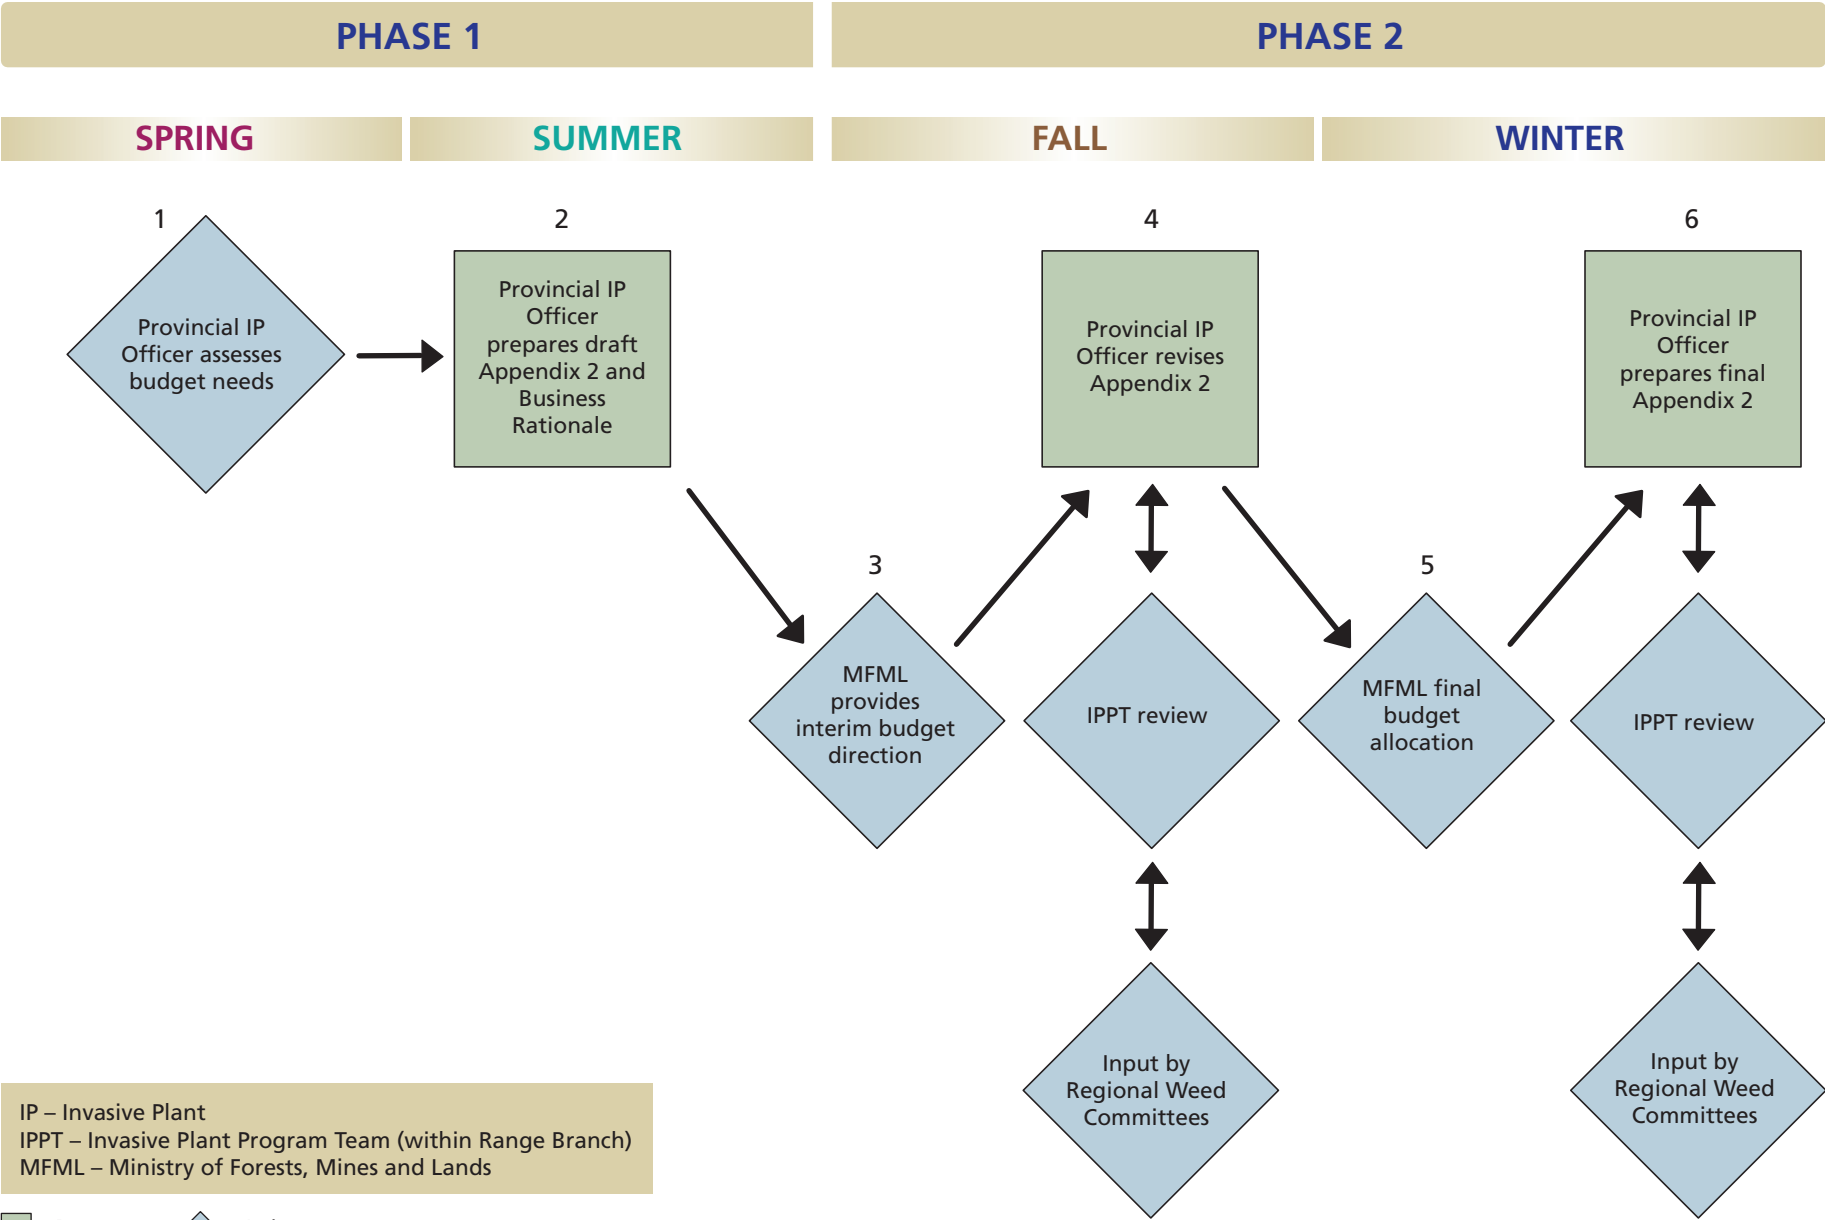 PHASE 1
PHASE 2
SPRING
SUMMER
FALL
WINTER
1
Provincial IP
Officer assesses
budget needs
2
Provincial IP
Officer
prepares draft
Appendix 2 and
Business
Rationale
3
MFML
provides
interim budget
direction
4
Provincial IP
Officer revises
Appendix 2
IPPT review
Input by
Regional Weed
Committees
5
MFML final
budget
allocation
6
Provincial IP
Officer
prepares final
Appendix 2
IPPT review
Input by
Regional Weed
Committees
IP – Invasive Plant
IPPT – Invasive Plant Program Team (within Range Branch)
MFML – Ministry of Forests, Mines and Lands